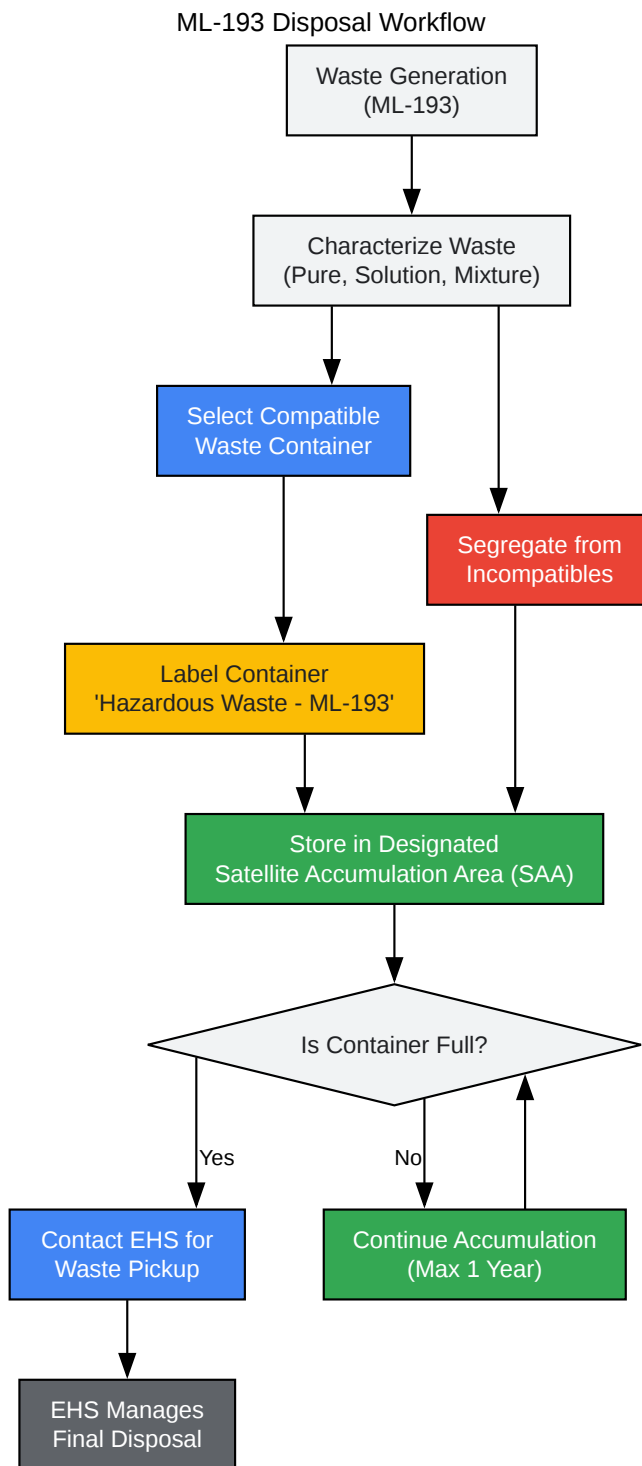 ML-193 Disposal Workflow
Waste Generation
(ML-193)
Characterize Waste
(Pure, Solution, Mixture)
Select Compatible
Waste Container
Segregate from
Incompatibles
Label Container
'Hazardous Waste - ML-193'
Store in Designated
Satellite Accumulation Area (SAA)
Is Container Full?
Yes
No
Contact EHS for
Waste Pickup
Continue Accumulation
(Max 1 Year)
EHS Manages
Final Disposal